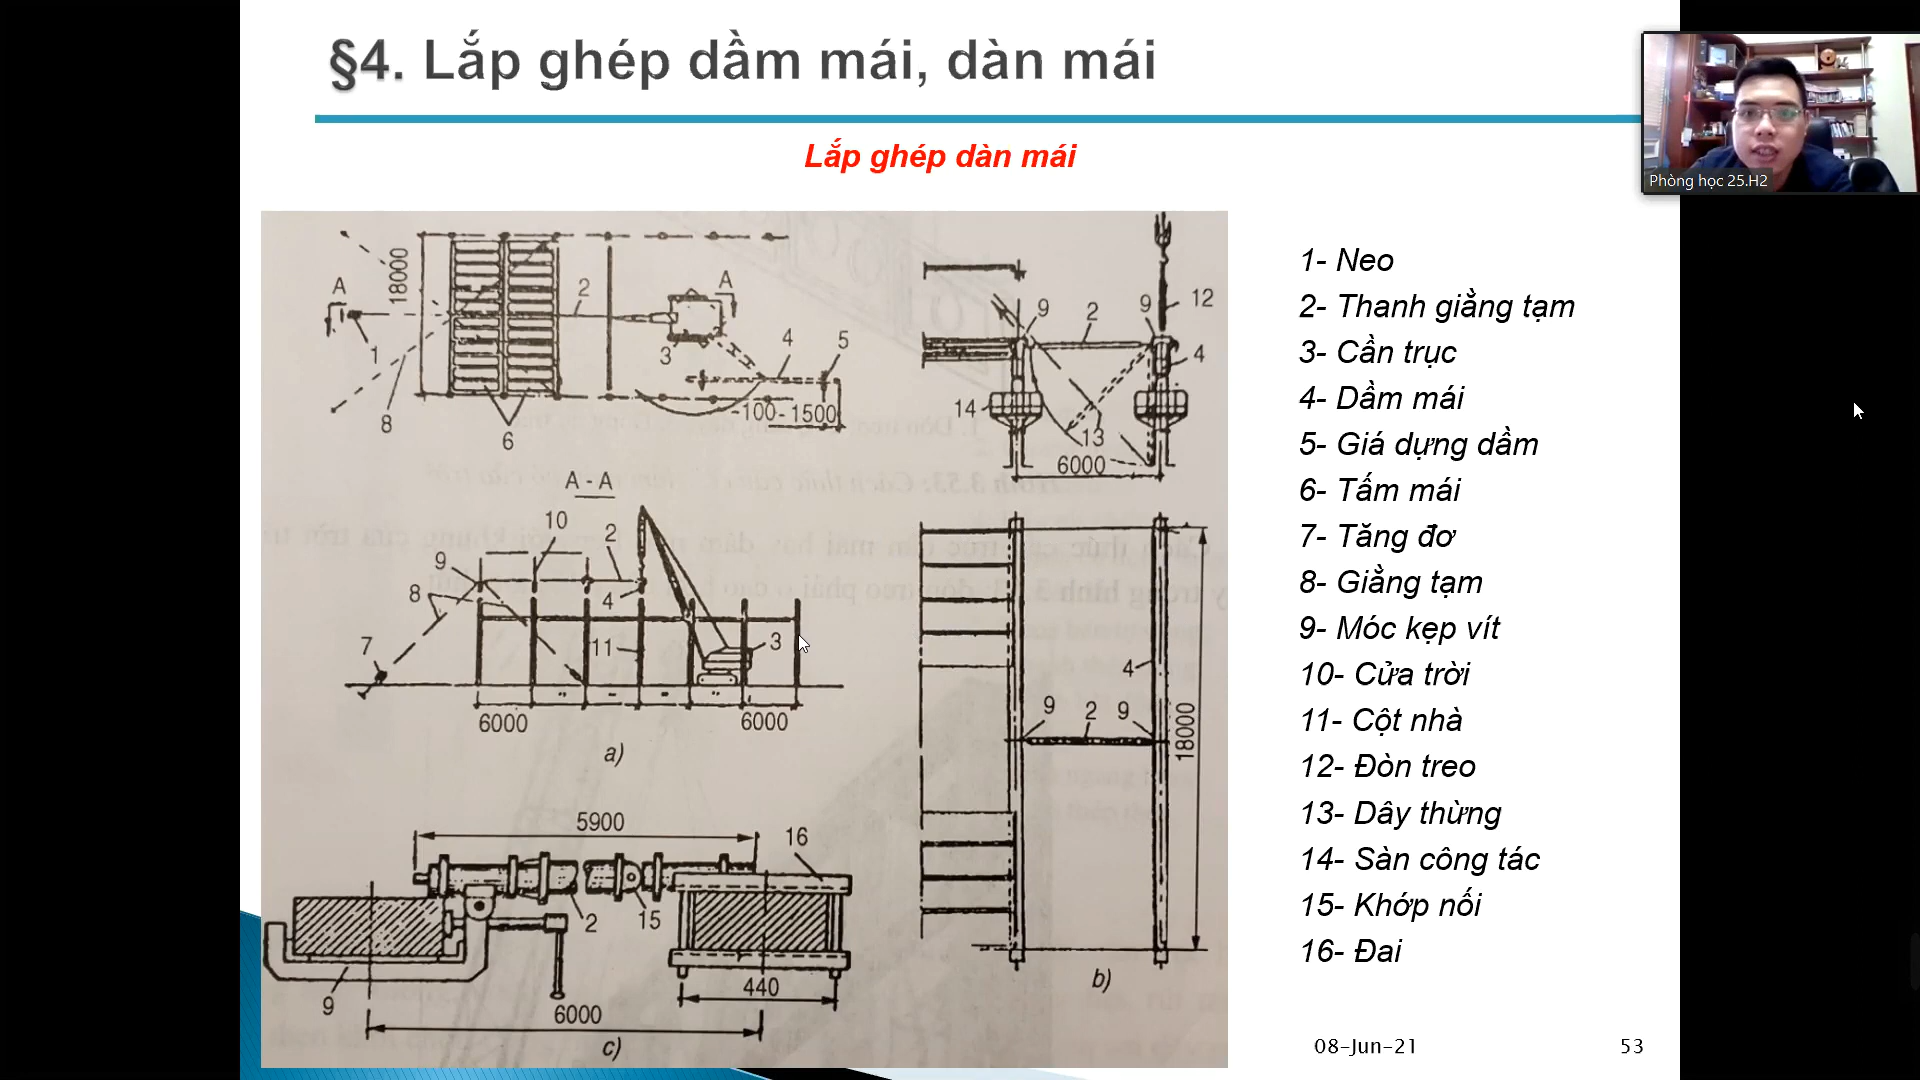 §4. Lắp ghép dầm mái, dàn mái
Lắp ghép dàn mái
Phòng học 25.H2
1- Neo
2- Thanh giằng tạm
3- Cần trục
4- Dầm mái
5- Giá dựng dầm
6- Tấm mái
7- Tăng đơ
8- Giằng tạm
9- Móc kẹp vít
10- Cửa trời
11- Cột nhà
12- Đòn treo
13- Dây thừng
14- Sàn công tác
15- Khớp nối
16- Đai
A
18000
2
A
1
3
4
5
8
6
~100-1500
A - A
10
2
9
8
4
7
11
3
6000
6000
a)
9
2
9
12
4
14
13
6000
4
9
2
9
18000
b)
5900
16
2
15
9
440
6000
c)
08-Jun-21
53